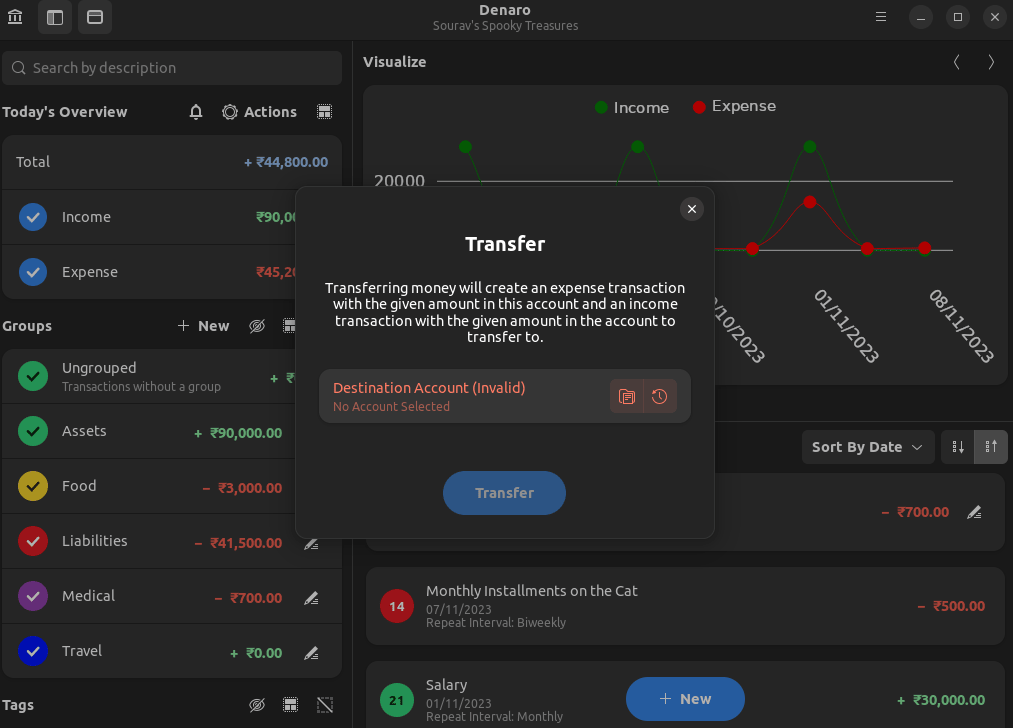 Denaro
Sourav's Spooky Treasures
Search by description
Today's Overview
Actions
Total
+ ₹44,800.00
Income
₹90,00
Expense
₹45,20
Groups
New
Ungrouped
Transactions without a group
+ ₹
Assets
+ ₹90,000.00
Food
− ₹3,000.00
Liabilities
− ₹41,500.00
Medical
− ₹700.00
Travel
+ ₹0.00
Tags
Visualize
Income
Expense
20000
/10/2023
01/11/2023
08/11/2023
Transfer
Transferring money will create an expense transaction
with the given amount in this account and an income
transaction with the given amount in the account to
transfer to.
Destination Account (Invalid)
No Account Selected
Transfer
Sort By Date
− ₹700.00
14
Monthly Installments on the Cat
07/11/2023
Repeat Interval: Biweekly
− ₹500.00
21
Salary
01/11/2023
Repeat Interval: Monthly
New
+ ₹30,000.00